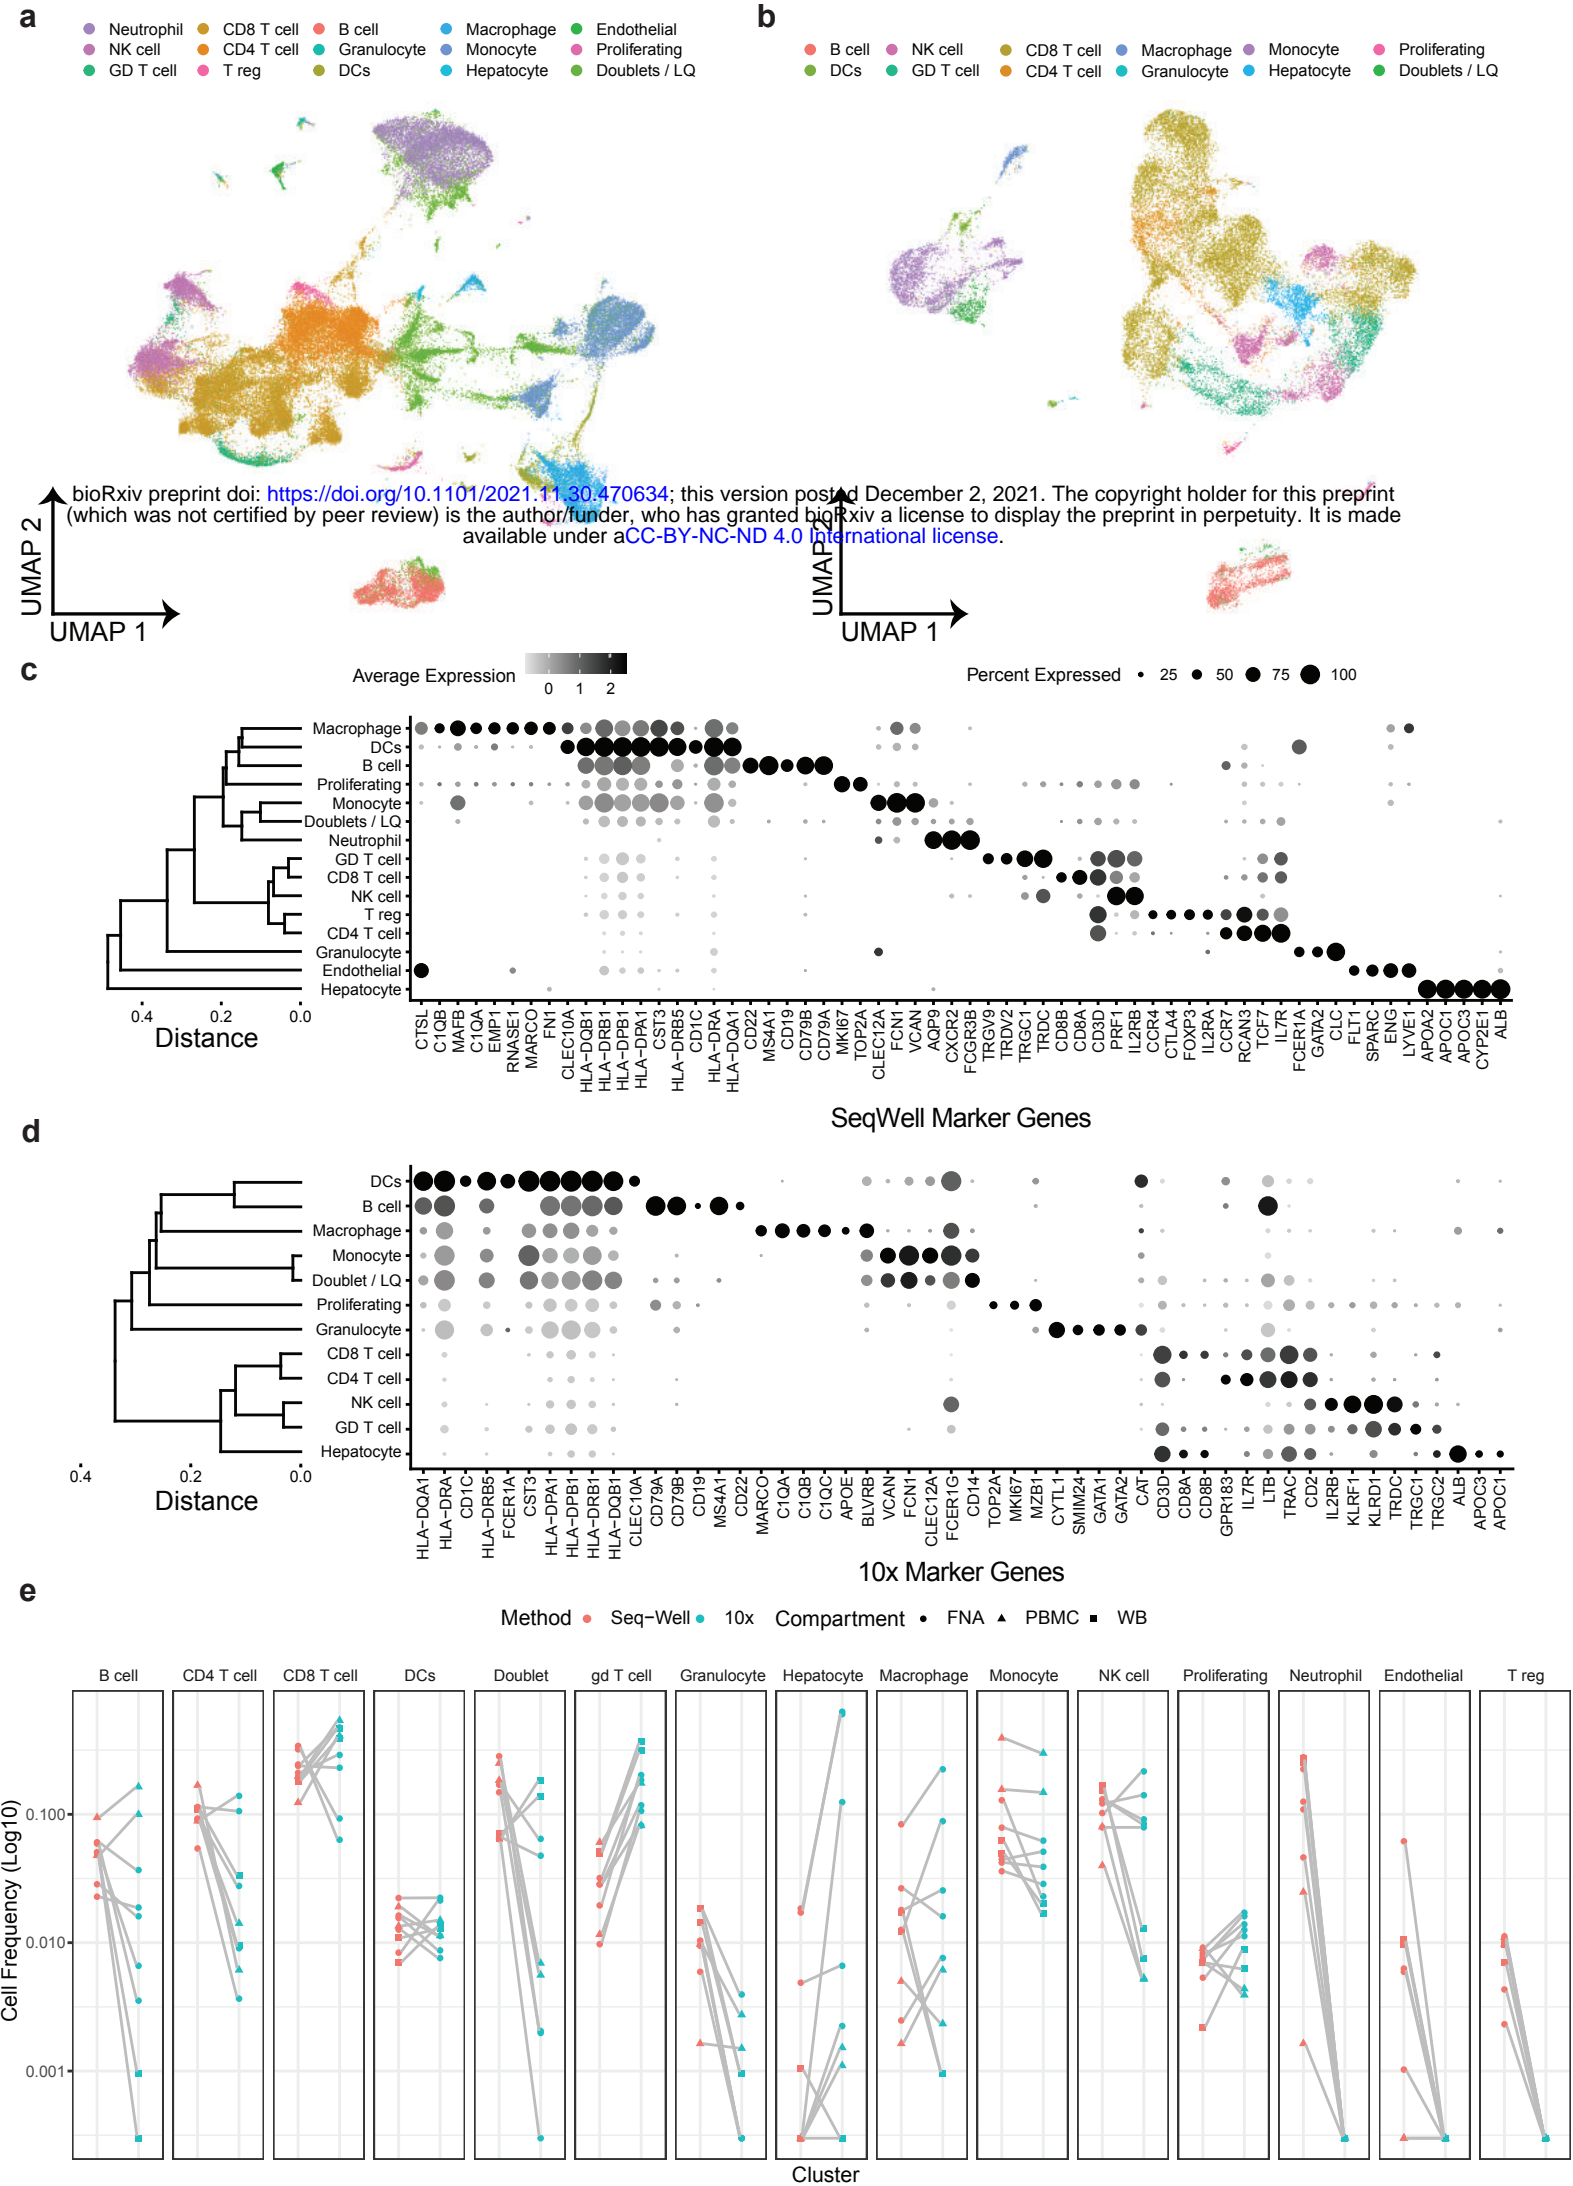 a
Neutrophil CD8 T cell B cell Macrophage Endothelial
NK cell CD4 T cell Granulocyte Monocyte Proliferating
GD T cell T reg DCs Hepatocyte Doublets / LQ
b
B cell NK cell CD8 T cell Macrophage Monocyte Proliferating
DCs GD T cell CD4 T cell Granulocyte Hepatocyte Doublets / LQ
bioRxiv preprint doi: https://doi.org/10.1101/2021.11.30.470634; this version posted December 2, 2021. The copyright holder for this preprint
(which was not certified by peer review) is the author/funder, who has granted bioRxiv a license to display the preprint in perpetuity. It is made
available under aCC-BY-NC-ND 4.0 International license.
UMAP 2
UMAP 1
UMAP 2
UMAP 1
c
Average Expression 0 1 2
Percent Expressed 25 50 75 100
Macrophage
DCs
B cell
Proliferating
Monocyte
Doublets / LQ
Neutrophil
GD T cell
CD8 T cell
NK cell
T reg
CD4 T cell
Granulocyte
Endothelial
Hepatocyte
0.4 0.2 0.0
Distance
CTSL C1QB MAFB C1QA EMP1 RNASE1 MARCO FN1 CLEC10A HLA−DQB1 HLA−DRB1 HLA−DPB1 HLA−DPA1 CST3 HLA−DRB5 CD1C HLA−DRA HLA−DQA1 CD22 MS4A1 CD19 CD79B CD79A MKI67 TOP2A CLEC12A FCN1 VCAN AQP9 CXCR2 FCGR3B TRGV9 TRDV2 TRGC1 TRDC CD8B CD8A CD3D PRF1 IL2RB CCR4 CTLA4 FOXP3 IL2RA CCR7 RCAN3 TCF7 IL7R FCER1A GATA2 CLC FLT1 SPARC ENG LYVE1 APOA2 APOC1 APOC3 CYP2E1 ALB
SeqWell Marker Genes
d
DCs
B cell
Macrophage
Monocyte
Doublet / LQ
Proliferating
Granulocyte
CD8 T cell
CD4 T cell
NK cell
GD T cell
Hepatocyte
0.4 0.2 0.0
Distance
HLA−DQA1 HLA−DRA CD1C HLA−DRB5 FCER1A CST3 HLA−DPA1 HLA−DPB1 HLA−DRB1 HLA−DQB1 CLEC10A CD79A CD79B CD19 MS4A1 CD22 MARCO C1QA C1QB C1QC APOE BLVRB VCAN FCN1 CLEC12A FCER1G CD14 TOP2A MKI67 MZB1 CYTL1 SMIM24 GATA1 GATA2 CAT CD3D CD8A CD8B GPR183 IL7R LTB TRAC CD2 IL2RB KLRF1 KLRD1 TRDC TRGC1 TRGC2 ALB APOC3 APOC1
10x Marker Genes
e
Method Seq−Well 10x Compartment FNA PBMC WB
B cell CD4 T cell CD8 T cell DCs Doublet gd T cell Granulocyte Hepatocyte Macrophage Monocyte NK cell Proliferating Neutrophil Endothelial T reg
Cell Frequency (Log10)
0.100
0.010
0.001
Cluster